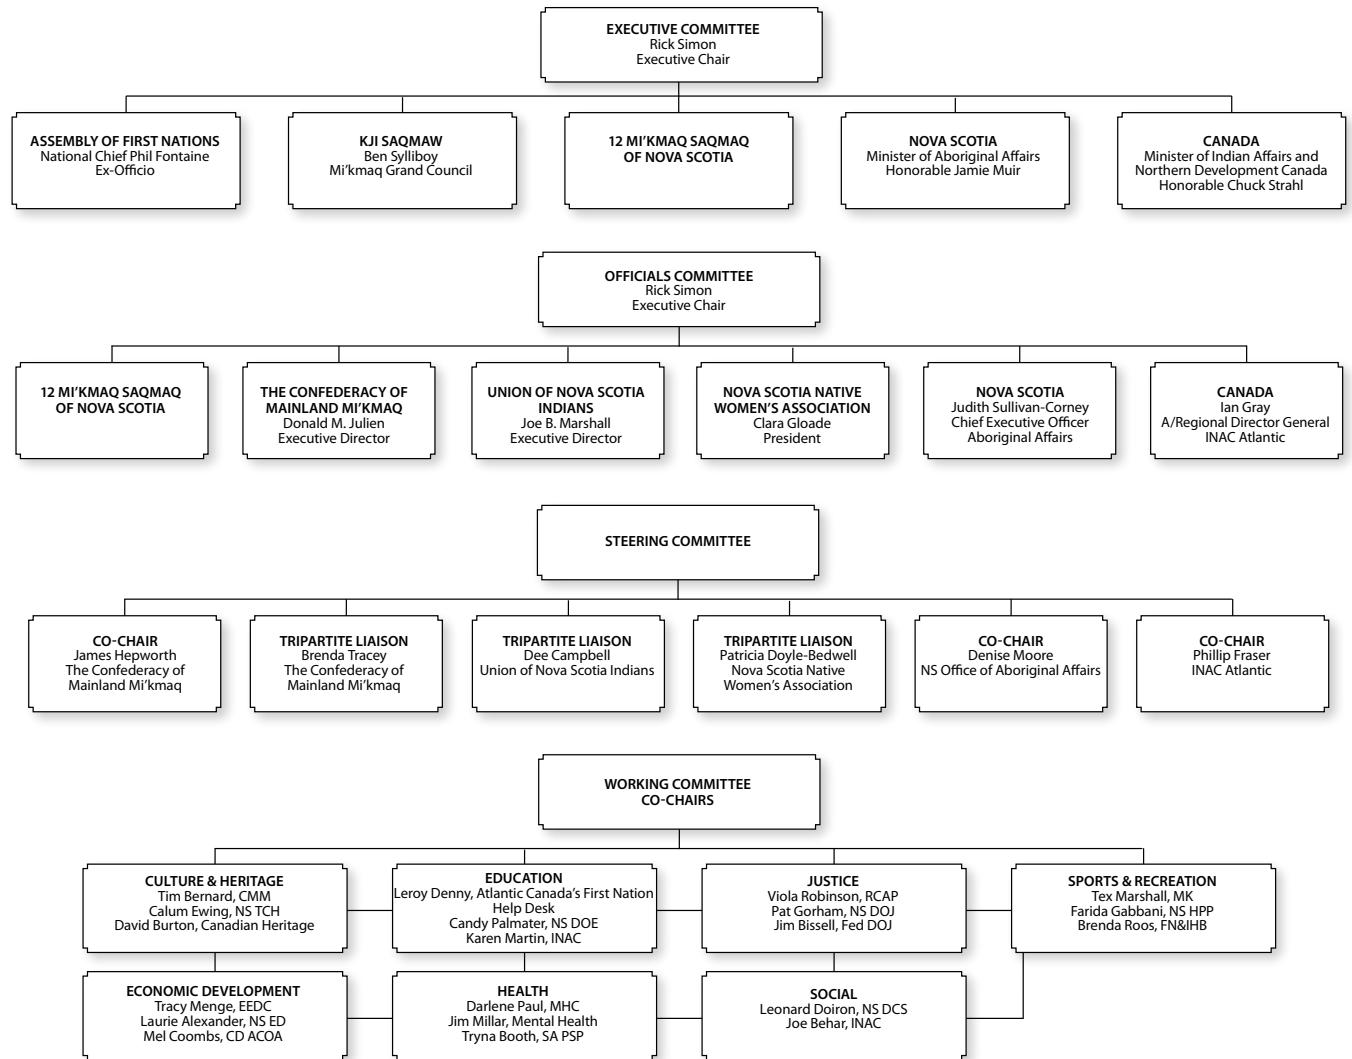 EXECUTIVE COMMITTEE
Rick Simon
Executive Chair
ASSEMBLY OF FIRST NATIONS
National Chief Phil Fontaine
Ex-Officio
KJI SAQMAW
Ben Sylliboy
Mi'kmaq Grand Council
12 MI'KMAQ SAQMAQ
OF NOVA SCOTIA
NOVA SCOTIA
Minister of Aboriginal Affairs
Honorable Jamie Muir
CANADA
Minister of Indian Affairs and
Northern Development Canada
Honorable Chuck Strahl
OFFICIALS COMMITTEE
Rick Simon
Executive Chair
12 MI'KMAQ SAQMAQ
OF NOVA SCOTIA
THE CONFEDERACY OF
MAINLAND MI'KMAQ
Donald M. Julien
Executive Director
UNION OF NOVA SCOTIA
INDIANS
Joe B. Marshall
Executive Director
NOVA SCOTIA NATIVE
WOMEN'S ASSOCIATION
Clara Gloade
President
NOVA SCOTIA
Judith Sullivan-Corney
Chief Executive Officer
Aboriginal Affairs
CANADA
Ian Gray
A/Regional Director General
INAC Atlantic
STEERING COMMITTEE
CO-CHAIR
James Hepworth
The Confederacy of
Mainland Mi'kmaq
TRIPARTITE LIAISON
Brenda Tracey
The Confederacy of
Mainland Mi'kmaq
TRIPARTITE LIAISON
Dee Campbell
Union of Nova Scotia Indians
TRIPARTITE LIAISON
Patricia Doyle-Bedwell
Nova Scotia Native
Women's Association
CO-CHAIR
Denise Moore
NS Office of Aboriginal Affairs
CO-CHAIR
Phillip Fraser
INAC Atlantic
WORKING COMMITTEE
CO-CHAIRS
CULTURE & HERITAGE
Tim Bernard, CMM
Calum Ewing, NS TCH
David Burton, Canadian Heritage
EDUCATION
Leroy Denny, Atlantic Canada's First Nation
Help Desk
Candy Palmater, NS DOE
Karen Martin, INAC
JUSTICE
Viola Robinson, RCAP
Pat Gorham, NS DOJ
Jim Bissell, Fed DOJ
SPORTS & RECREATION
Tex Marshall, MK
Farida Gabbani, NS HPP
Brenda Roos, FN&IHB
ECONOMIC DEVELOPMENT
Tracy Menge, EEDC
Laurie Alexander, NS ED
Mel Coombs, CD ACOA
HEALTH
Darlene Paul, MHC
Jim Millar, Mental Health
Tryna Booth, SA PSP
SOCIAL
Leonard Doiron, NS DCS
Joe Behar, INAC